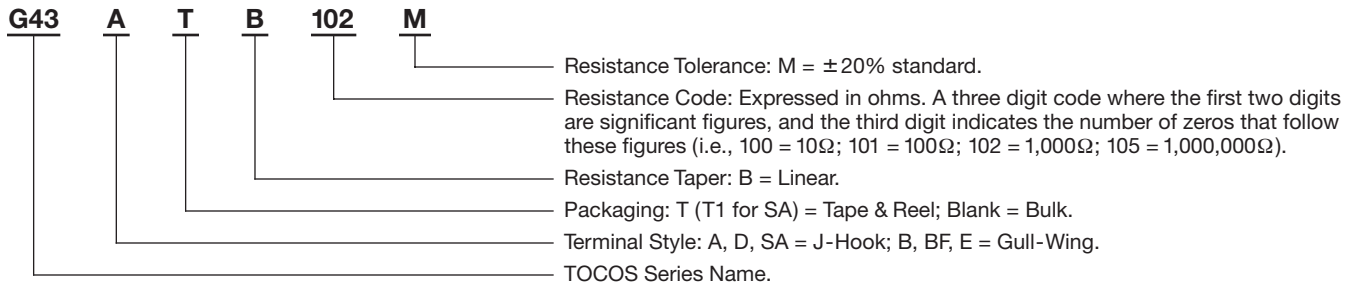 G43 A T B 102 M
Resistance Tolerance: M = ±20% standard.
Resistance Code: Expressed in ohms. A three digit code where the first two digits
are significant figures, and the third digit indicates the number of zeros that follow
these figures (i.e., 100 = 10Ω; 101 = 100Ω; 102 = 1,000Ω; 105 = 1,000,000Ω).
Resistance Taper: B = Linear.
Packaging: T (T1 for SA) = Tape & Reel; Blank = Bulk.
Terminal Style: A, D, SA = J-Hook; B, BF, E = Gull-Wing.
TOCOS Series Name.